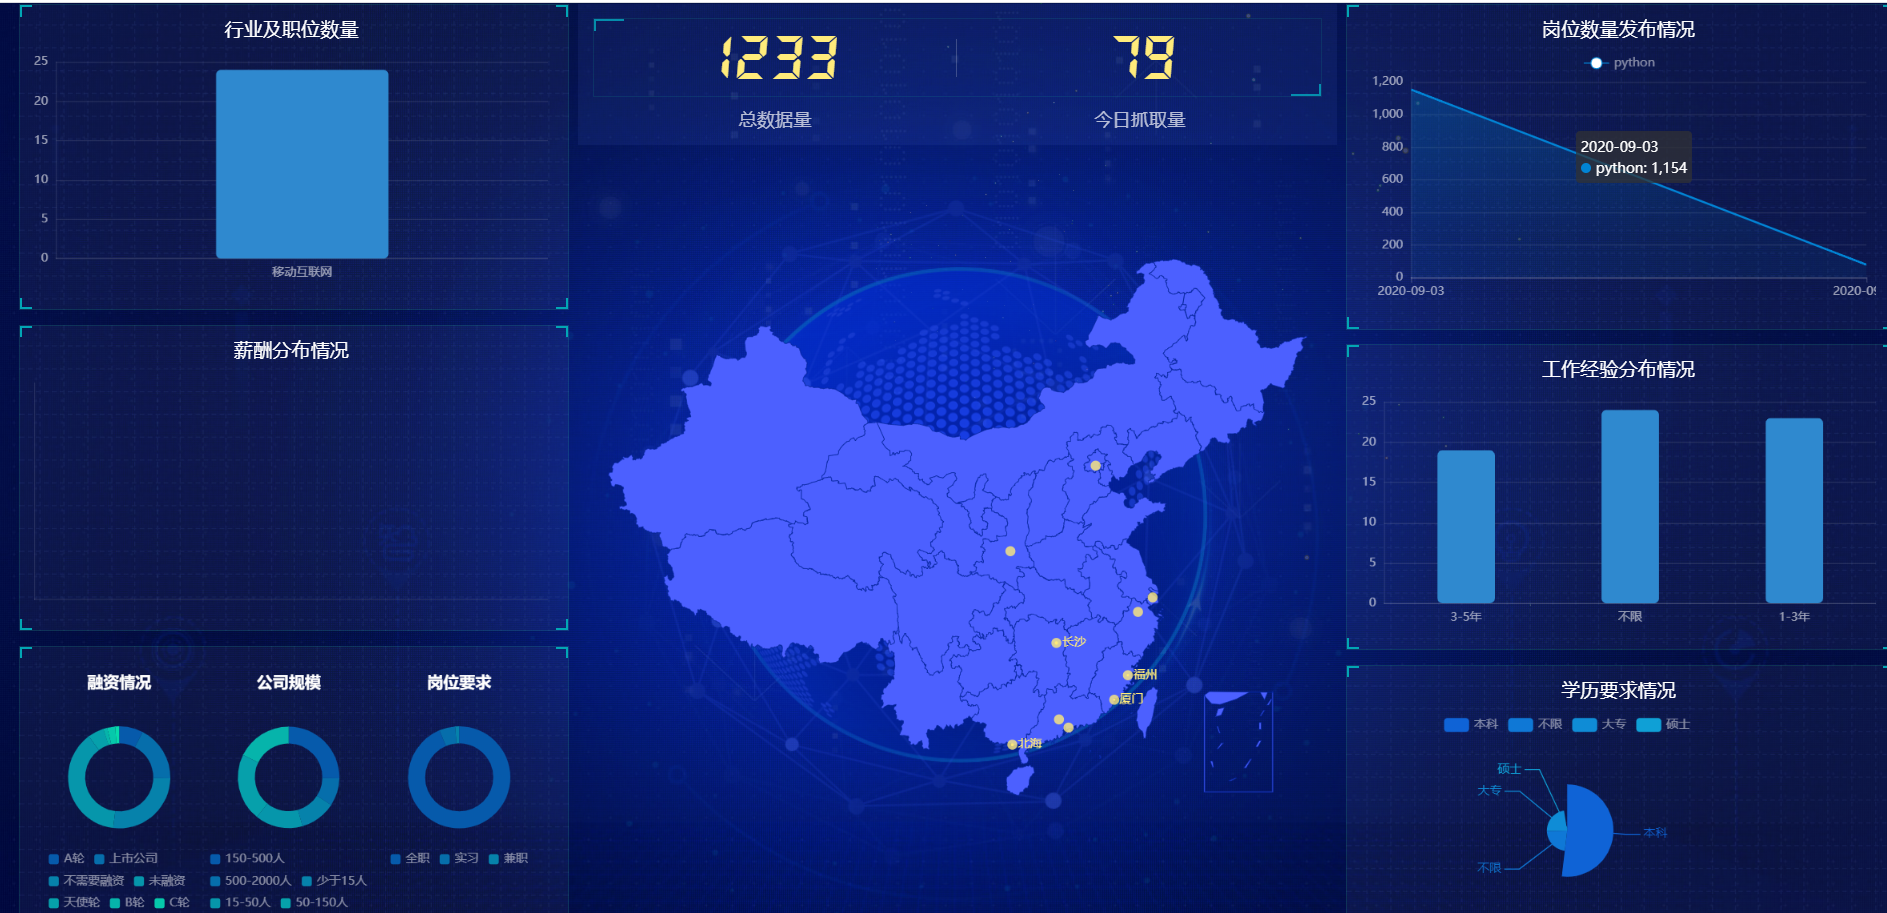 行业及职位数量
25
20
15
10
5
0
移动互联网
薪酬分布情况
融资情况
公司规模
岗位要求
A轮 上市公司
不需要融资 未融资
天使轮 B轮 C轮
150-500人
500-2000人 少于15人
15-50人 50-150人
全职 实习 兼职
1233
79
总数据量
今日抓取量
长沙
福州
厦门
北海
岗位数量发布情况
python
1,200
1,000
800
600
400
200
0
2020-09-03
python: 1,154
2020-09-03
2020-09
工作经验分布情况
25
20
15
10
5
0
3-5年
不限
1-3年
学历要求情况
本科 不限 大专 硕士
硕士
大专
本科
不限